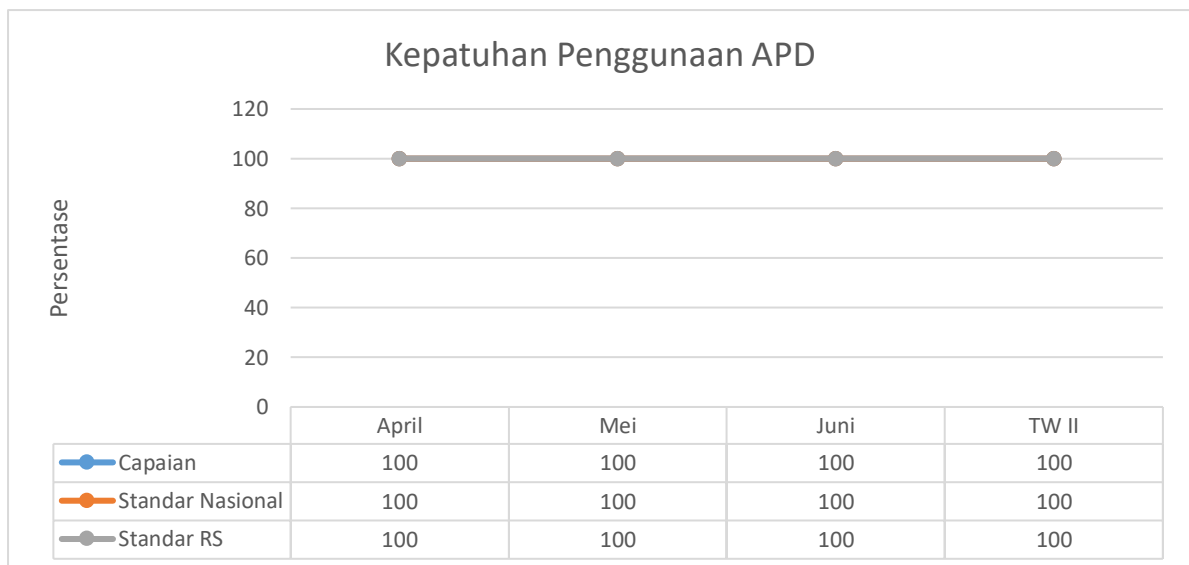 Kepatuhan Penggunaan APD
Persentase
120
100
80
60
40
20
0
April Mei Juni TW II
Capaian 100 100 100 100
Standar Nasional 100 100 100 100
Standar RS 100 100 100 100